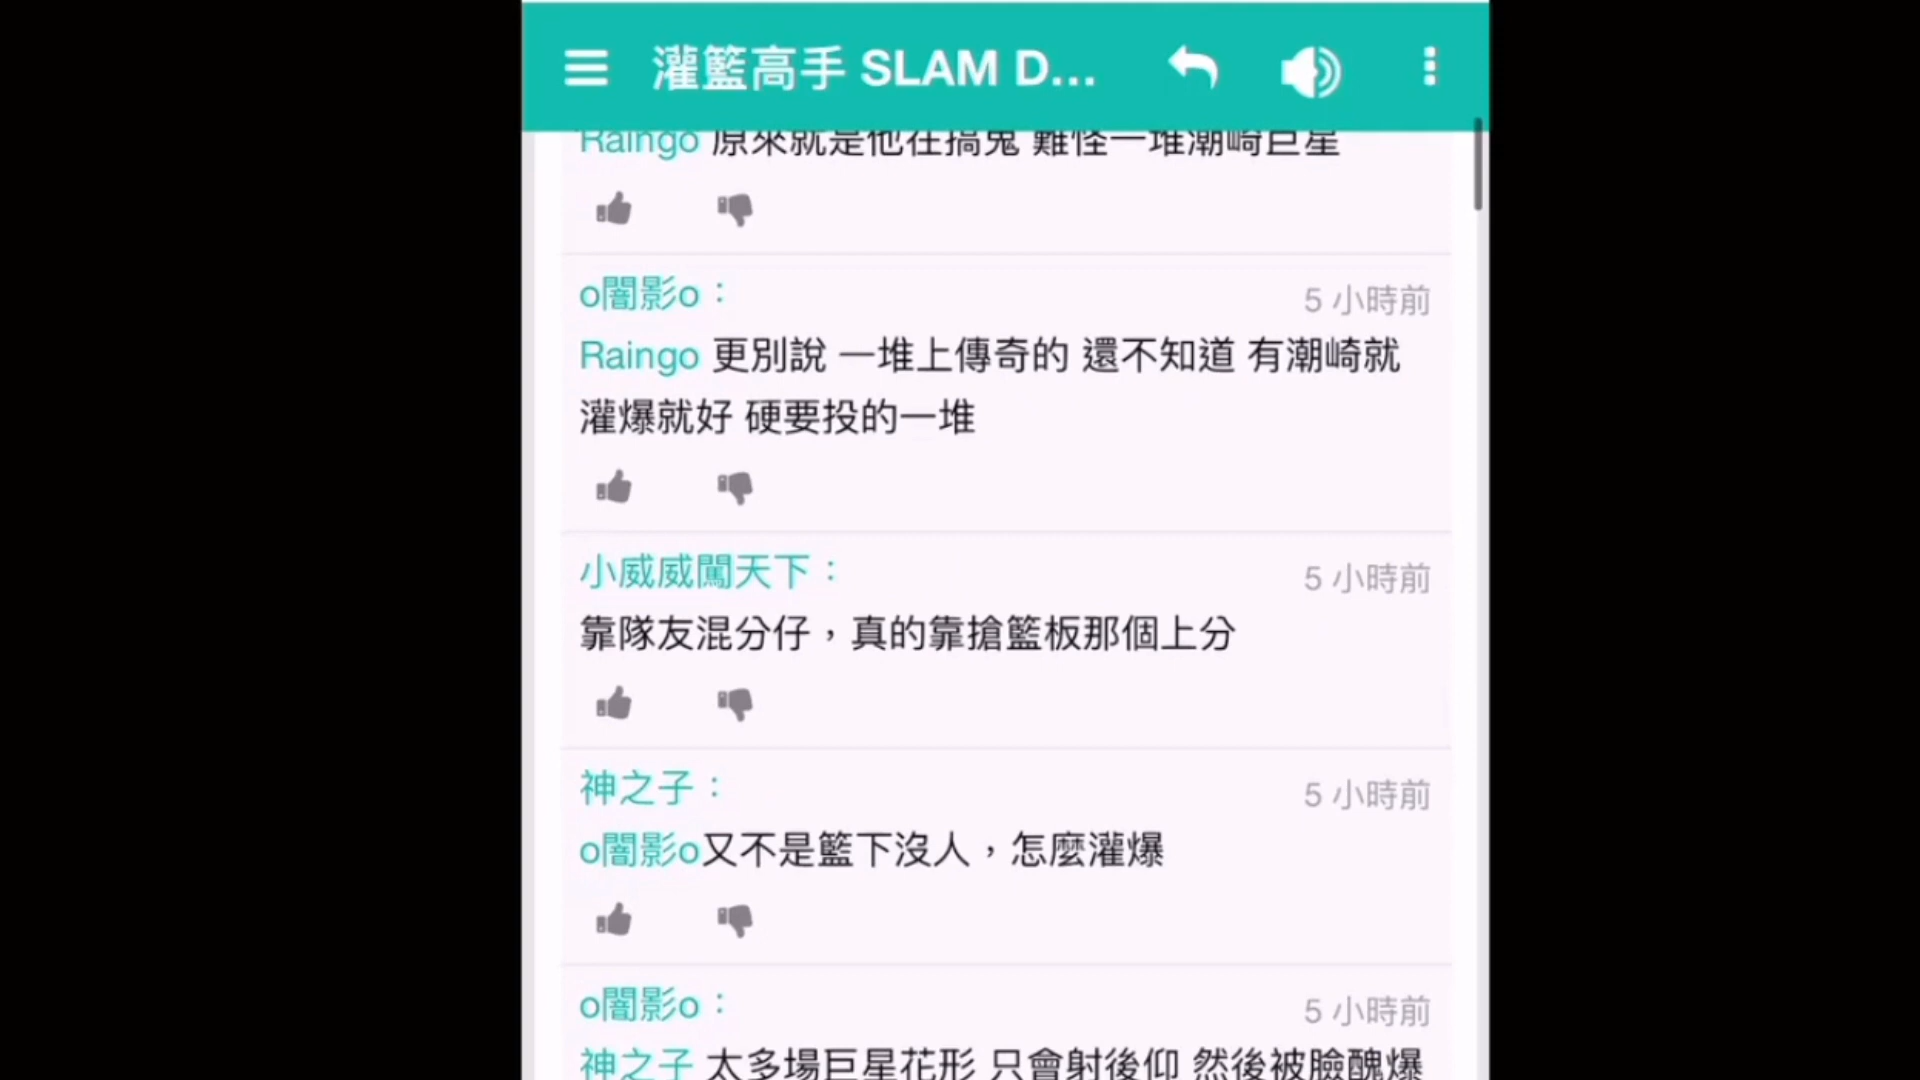 灌籃高手 SLAM D...
Raingo 原來就是他在搞鬼 難怪一堆潮崎巨星
o闇影o：
5 小時前
Raingo 更別說 一堆上傳奇的 還不知道 有潮崎就
灌爆就好 硬要投的一堆
小威威闖天下：
5 小時前
靠隊友混分仔，真的靠搶籃板那個上分
神之子：
5 小時前
o闇影o又不是籃下沒人，怎麼灌爆
o闇影o：
5 小時前
神之子 太多場巨星花形 只會射後仰 然後被臉醜爆